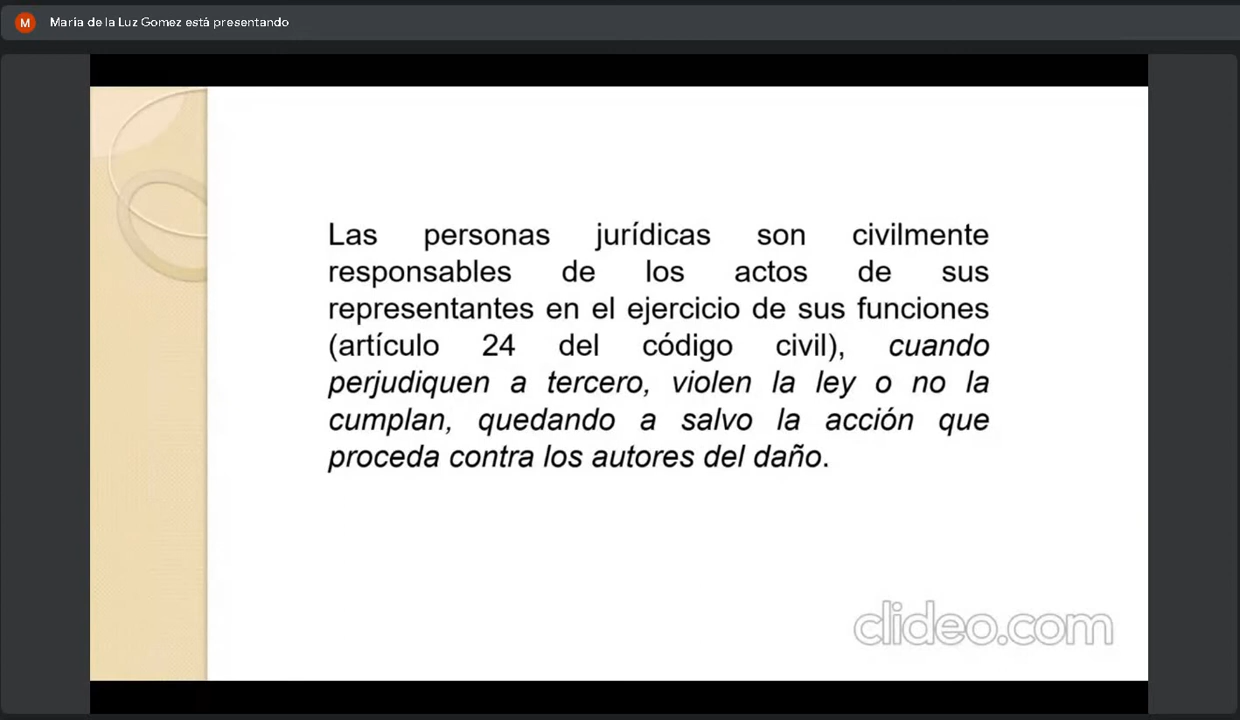 M
Maria de la Luz Gomez está presentando
Las personas jurídicas son civilmente
responsables de los actos de sus
representantes en el ejercicio de sus funciones
(artículo 24 del código civil), cuando
perjudiquen a tercero, violen la ley o no la
cumplan, quedando a salvo la acción que
proceda contra los autores del daño.
clideo.com